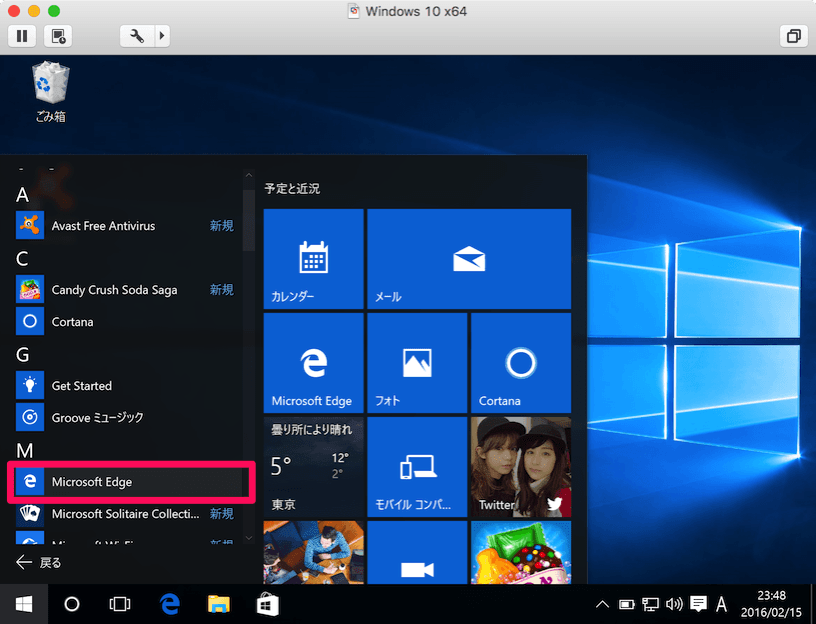 Windows 10 x64
ごみ箱
A
Avast Free Antivirus 新規
C
Candy Crush Soda Saga 新規
Cortana
G
Get Started
Groove ミュージック
M
Microsoft Edge
Microsoft Solitaire Collecti... 新規
戻る
予定と近況
カレンダー
メール
Microsoft Edge
フォト
Cortana
曇り所により晴れ
5°
12°
2°
東京
モバイル コンパ...
Twitter
A
23:48
2016/02/15